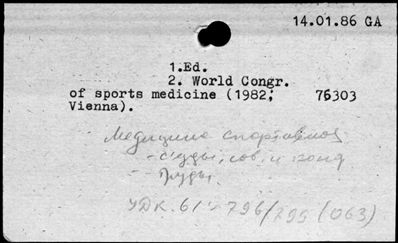 14.01.86 GA
1.Ed.
2. World Congr.
of sports medicine (1982; 76303
Vienna).
Медицина спортивная
- съезды, сов. и конф
- Труды.
УДК. 61:796/799 (063)